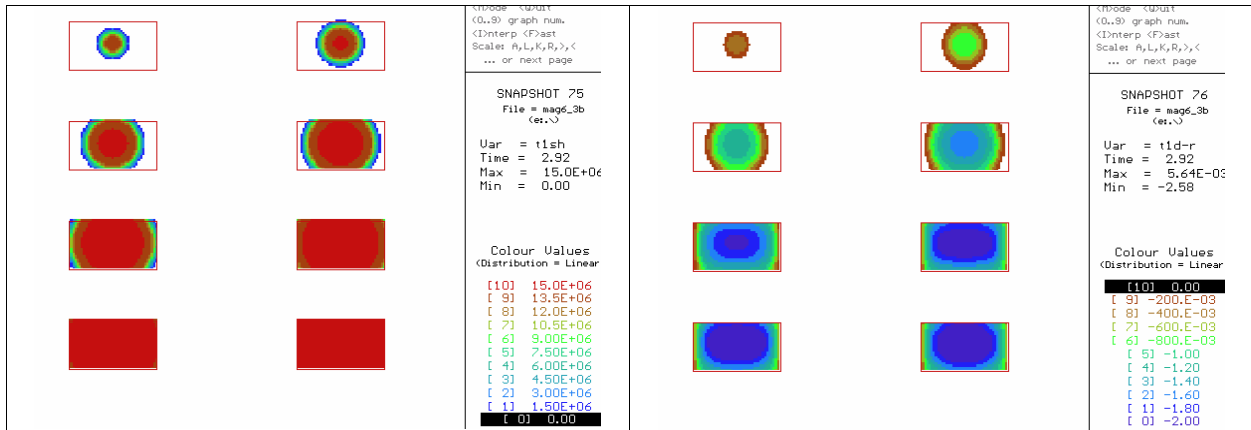 <M>ode <Q>uit
(0..9) graph num.
<I>nterp <F>ast
Scale: A,L,K,R,>,<
... or next page
SNAPSHOT 75
File = mag6_3b
(e:.\)
Var = t1sh
Time = 2.92
Max = 15.0E+06
Min = 0.00
Colour Values
(Distribution = Linear
[10] 15.0E+06
[ 9] 13.5E+06
[ 8] 12.0E+06
[ 7] 10.5E+06
[ 6] 9.00E+06
[ 5] 7.50E+06
[ 4] 6.00E+06
[ 3] 4.50E+06
[ 2] 3.00E+06
[ 1] 1.50E+06
[ 0] 0.00
<M>ode <Q>uit
(0..9) graph num.
<I>nterp <F>ast
Scale: A,L,K,R,>,<
... or next page
SNAPSHOT 76
File = mag6_3b
(e:.\)
Var = t1d-r
Time = 2.92
Max = 5.64E-03
Min = -2.58
Colour Values
(Distribution = Linear
[10] 0.00
[ 9] -200.E-03
[ 8] -400.E-03
[ 7] -600.E-03
[ 6] -800.E-03
[ 5] -1.00
[ 4] -1.20
[ 3] -1.40
[ 2] -1.60
[ 1] -1.80
[ 0] -2.00